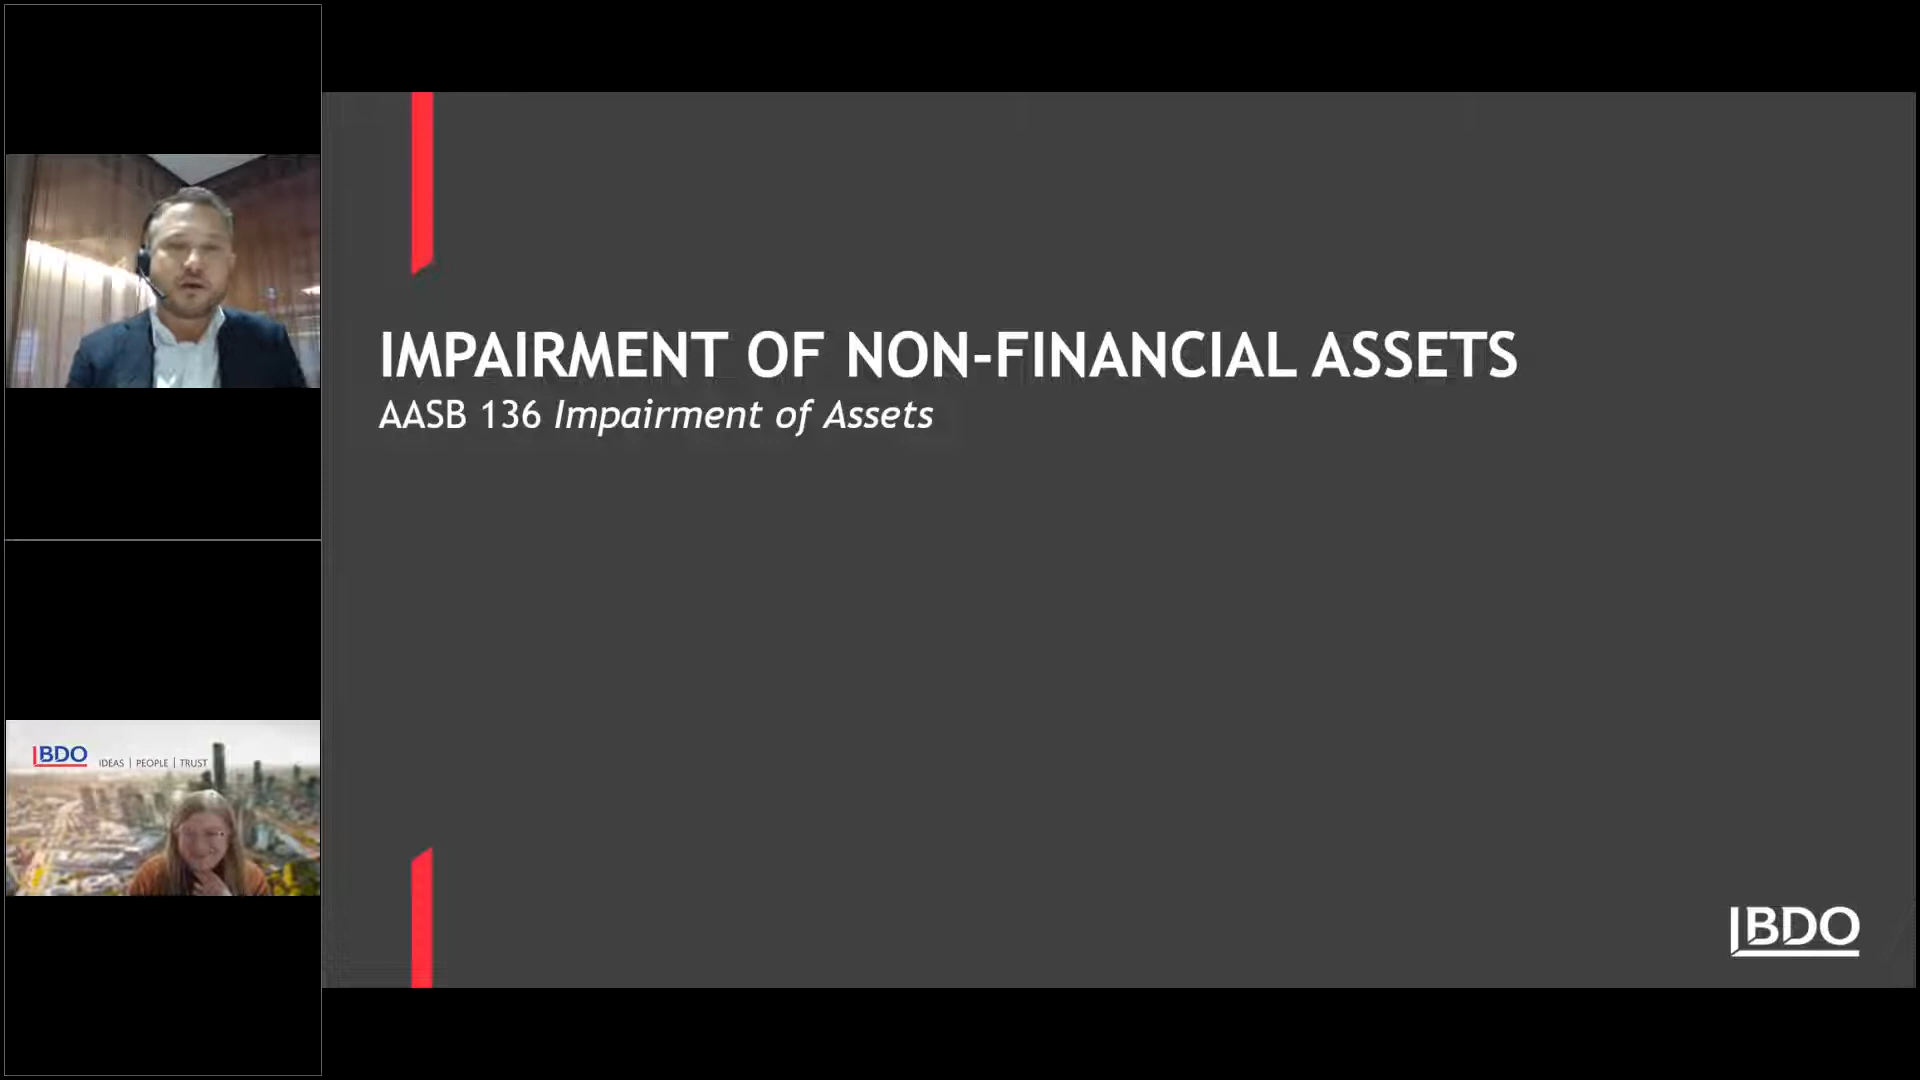 IMPAIRMENT OF NON-FINANCIAL ASSETS
AASB 136 Impairment of Assets
BDO
IDEAS | PEOPLE | TRUST
BDO